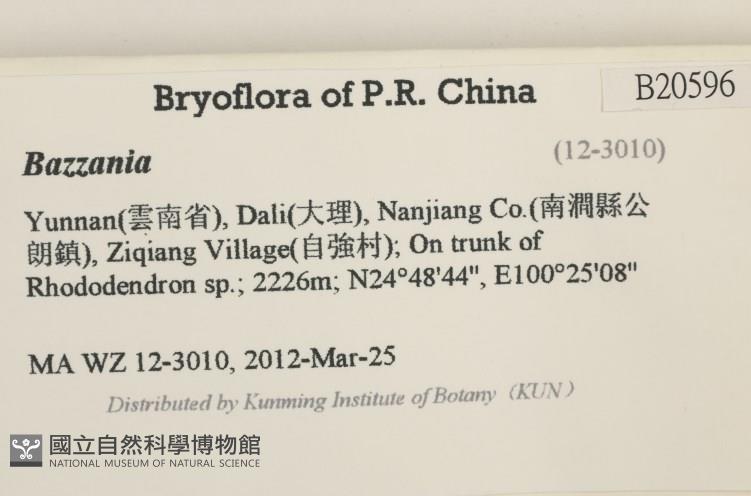 Bryoflora of P.R. China
B20596
Bazzania
(12-3010)
Yunnan(雲南省), Dali(大理), Nanjiang Co.(南澗縣公
朗鎮), Ziqiang Village(自強村); On trunk of
Rhododendron sp.; 2226m; N24°48'44", E100°25'08"
MA WZ 12-3010, 2012-Mar-25
Distributed by Kunming Institute of Botany (KUN)
國立自然科學博物館
NATIONAL MUSEUM OF NATURAL SCIENCE